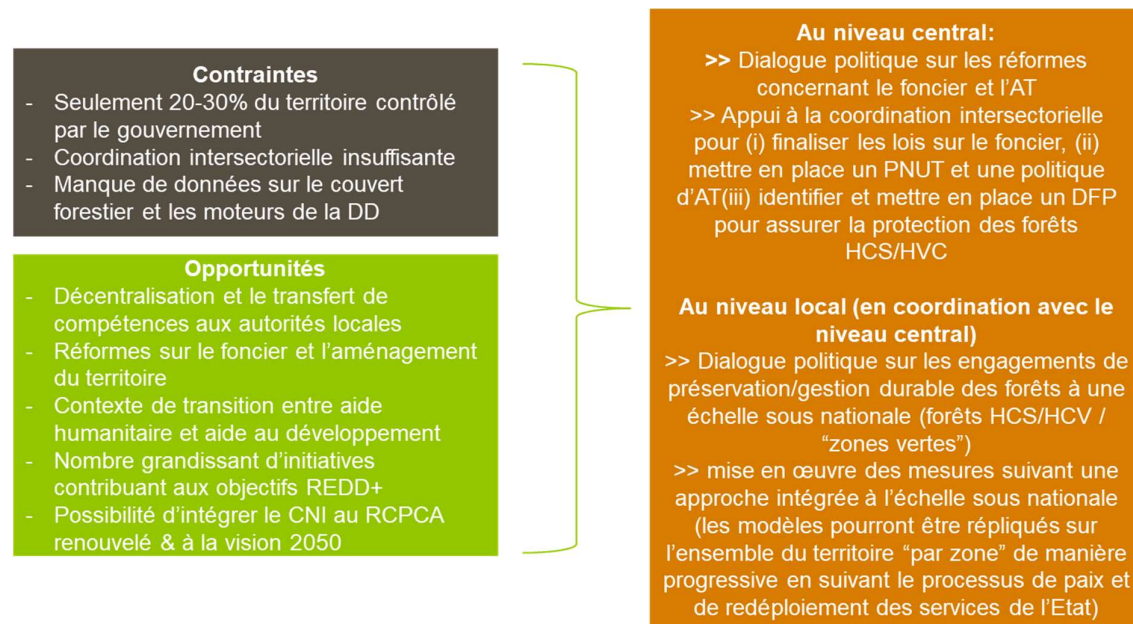 Contraintes
- Seulement 20-30% du territoire contrôlé
par le gouvernement
- Coordination intersectorielle insuffisante
- Manque de données sur le couvert
forestier et les moteurs de la DD
Opportunités
- Décentralisation et le transfert de
compétences aux autorités locales
- Réformes sur le foncier et l’aménagement
du territoire
- Contexte de transition entre aide
humanitaire et aide au développement
- Nombre grandissant d’initiatives
contribuant aux objectifs REDD+
- Possibilité d’intégrer le CNI au RCPCA
renouvelé & à la vision 2050
Au niveau central:
>> Dialogue politique sur les réformes
concernant le foncier et l’AT
>> Appui à la coordination intersectorielle
pour (i) finaliser les lois sur le foncier, (ii)
mettre en place un PNUT et une politique
d’AT(iii) identifier et mettre en place un DFP
pour assurer la protection des forêts
HCS/HVC
Au niveau local (en coordination avec le
niveau central)
>> Dialogue politique sur les engagements de
préservation/gestion durable des forêts à une
échelle sous nationale (forêts HCS/HCV /
“zones vertes”)
>> mise en œuvre des mesures suivant une
approche intégrée à l’échelle sous nationale
(les modèles pourront être répliqués sur
l’ensemble du territoire “par zone” de manière
progressive en suivant le processus de paix et
de redéploiement des services de l’Etat)